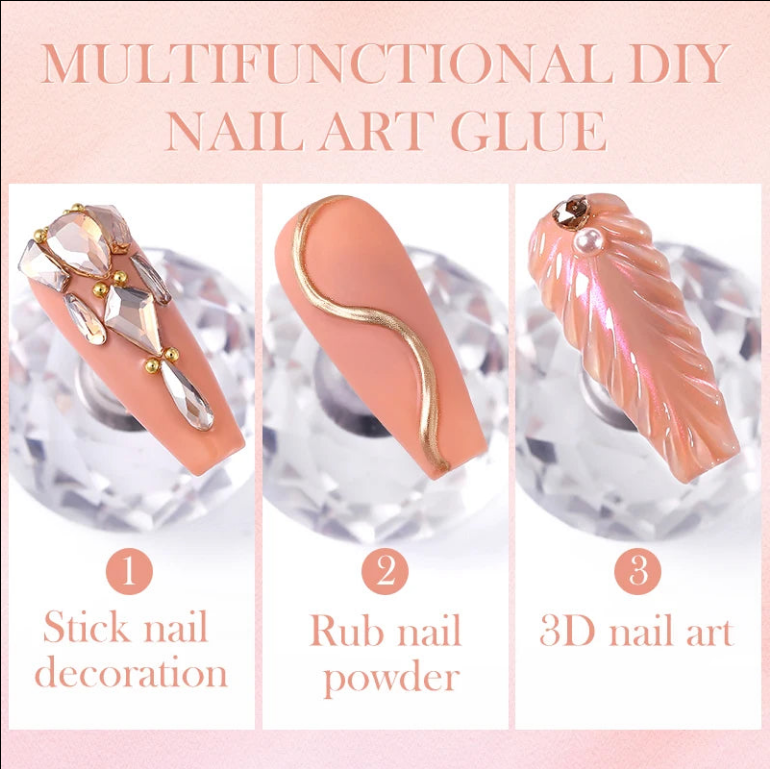 MULTIFUNCTIONAL DIY
NAIL ART GLUE
1
Stick nail
decoration
2
Rub nail
powder
3
3D nail art